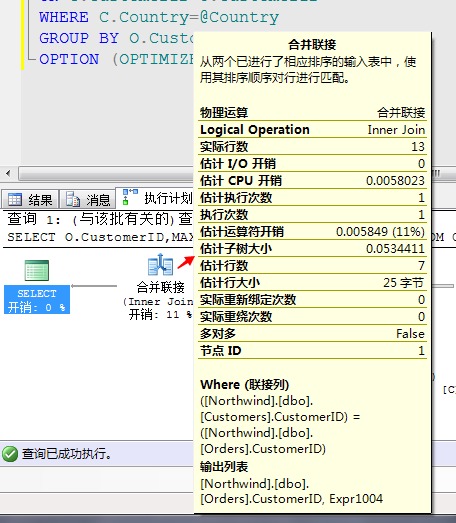 WHERE C.Country=@Country
GROUP BY O.
OPTION (OPTIMIZE
合并联接
从两个已进行了相应排序的输入表中，使
用其排序顺序对行进行匹配。
物理运算 合并联接
Logical Operation Inner Join
实际行数 13
估计 I/O 开销 0
估计 CPU 开销 0.0058023
估计执行次数 1
执行次数 1
估计运算符开销 0.005849 (11%)
估计子树大小 0.0534411
估计行数 7
估计行大小 25 字节
实际重新绑定次数 0
实际重绕次数 0
多对多 False
节点 ID 1
Where (联接列)
([Northwind].[dbo].
[Customers].CustomerID) =
([Northwind].[dbo].
[Orders].CustomerID)
输出列表
[Northwind].[dbo].
[Orders].CustomerID, Expr1004
结果 消息 执行计划
查询 1: (与该批有关的)查
SELECT O.CustomerID,MAX
SELECT
开销: 0 %
合并联接
(Inner Join
开销: 11 %
查询已成功执行。